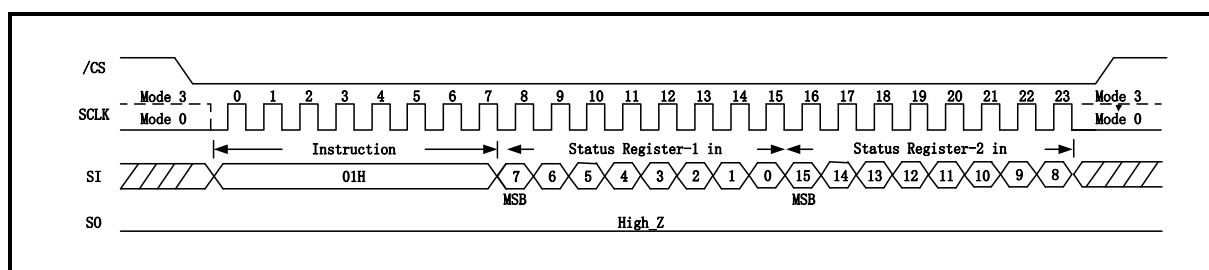 /CS
Mode 3 0 1 2 3 4 5 6 7 8 9 10 11 12 13 14 15 16 17 18 19 20 21 22 23 Mode 3
SCLK
Mode 0 Mode 0
Instruction Status Register-1 in Status Register-2 in
SI 01H 7 6 5 4 3 2 1 0 15 14 13 12 11 10 9 8
MSB MSB
SO High_Z